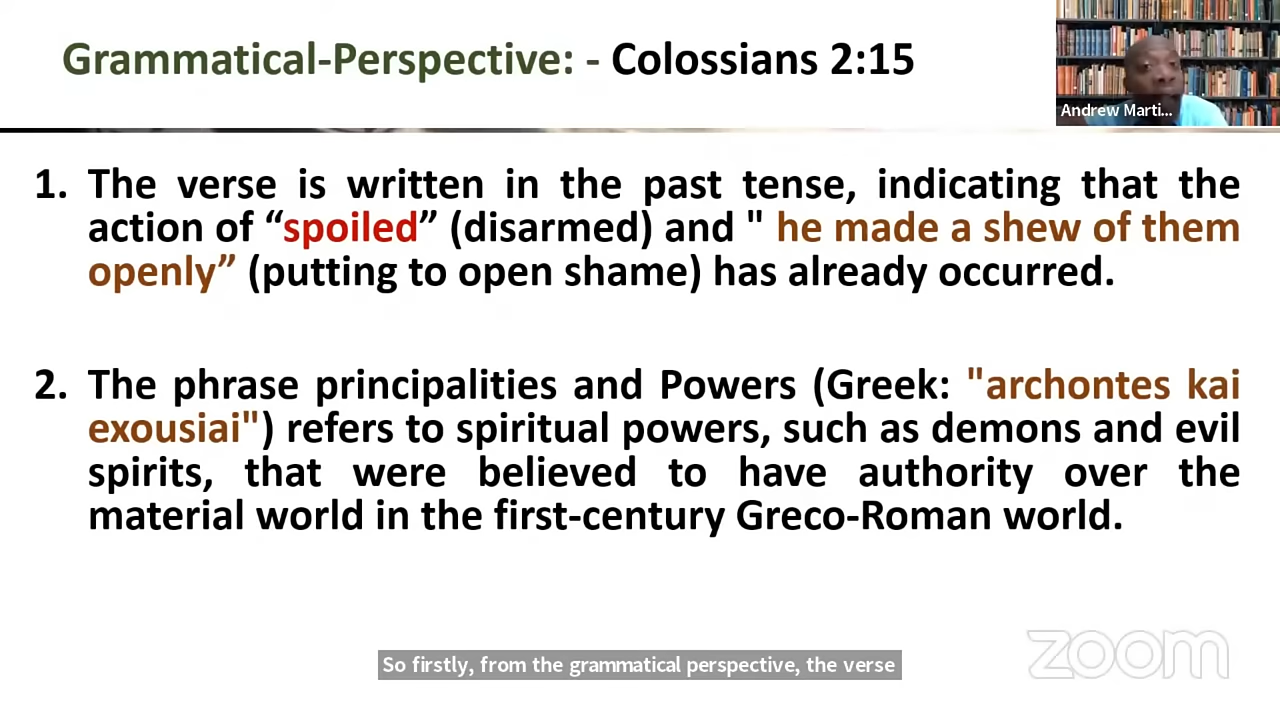 Grammatical-Perspective: - Colossians 2:15
Andrew Marti...
1. The verse is written in the past tense, indicating that the
action of “spoiled” (disarmed) and " he made a shew of them
openly” (putting to open shame) has already occurred.
2. The phrase principalities and Powers (Greek: "archontes kai
exousiai") refers to spiritual powers, such as demons and evil
spirits, that were believed to have authority over the
material world in the first-century Greco-Roman world.
So firstly, from the grammatical perspective, the verse
zoom